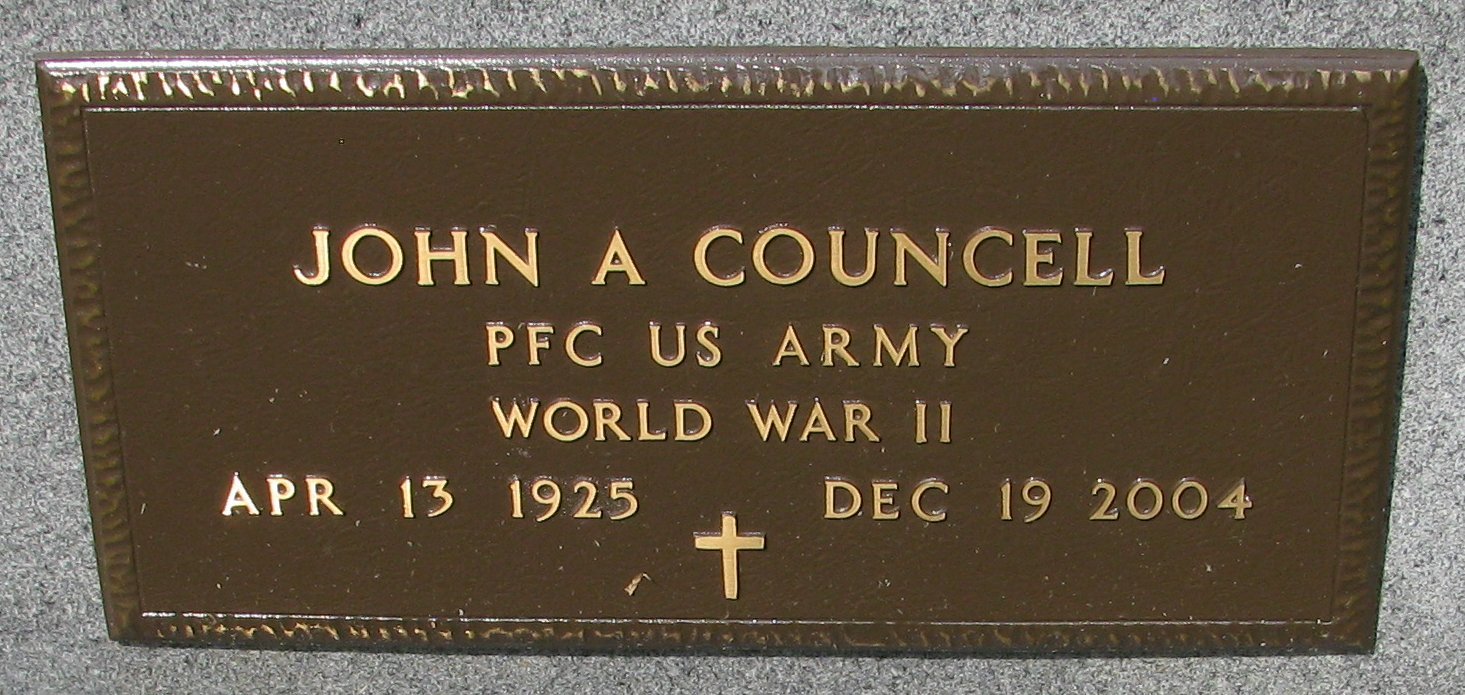 JOHN A COUNCELL
PFC US ARMY
WORLD WAR II
APR 13 1925 DEC 19 2004